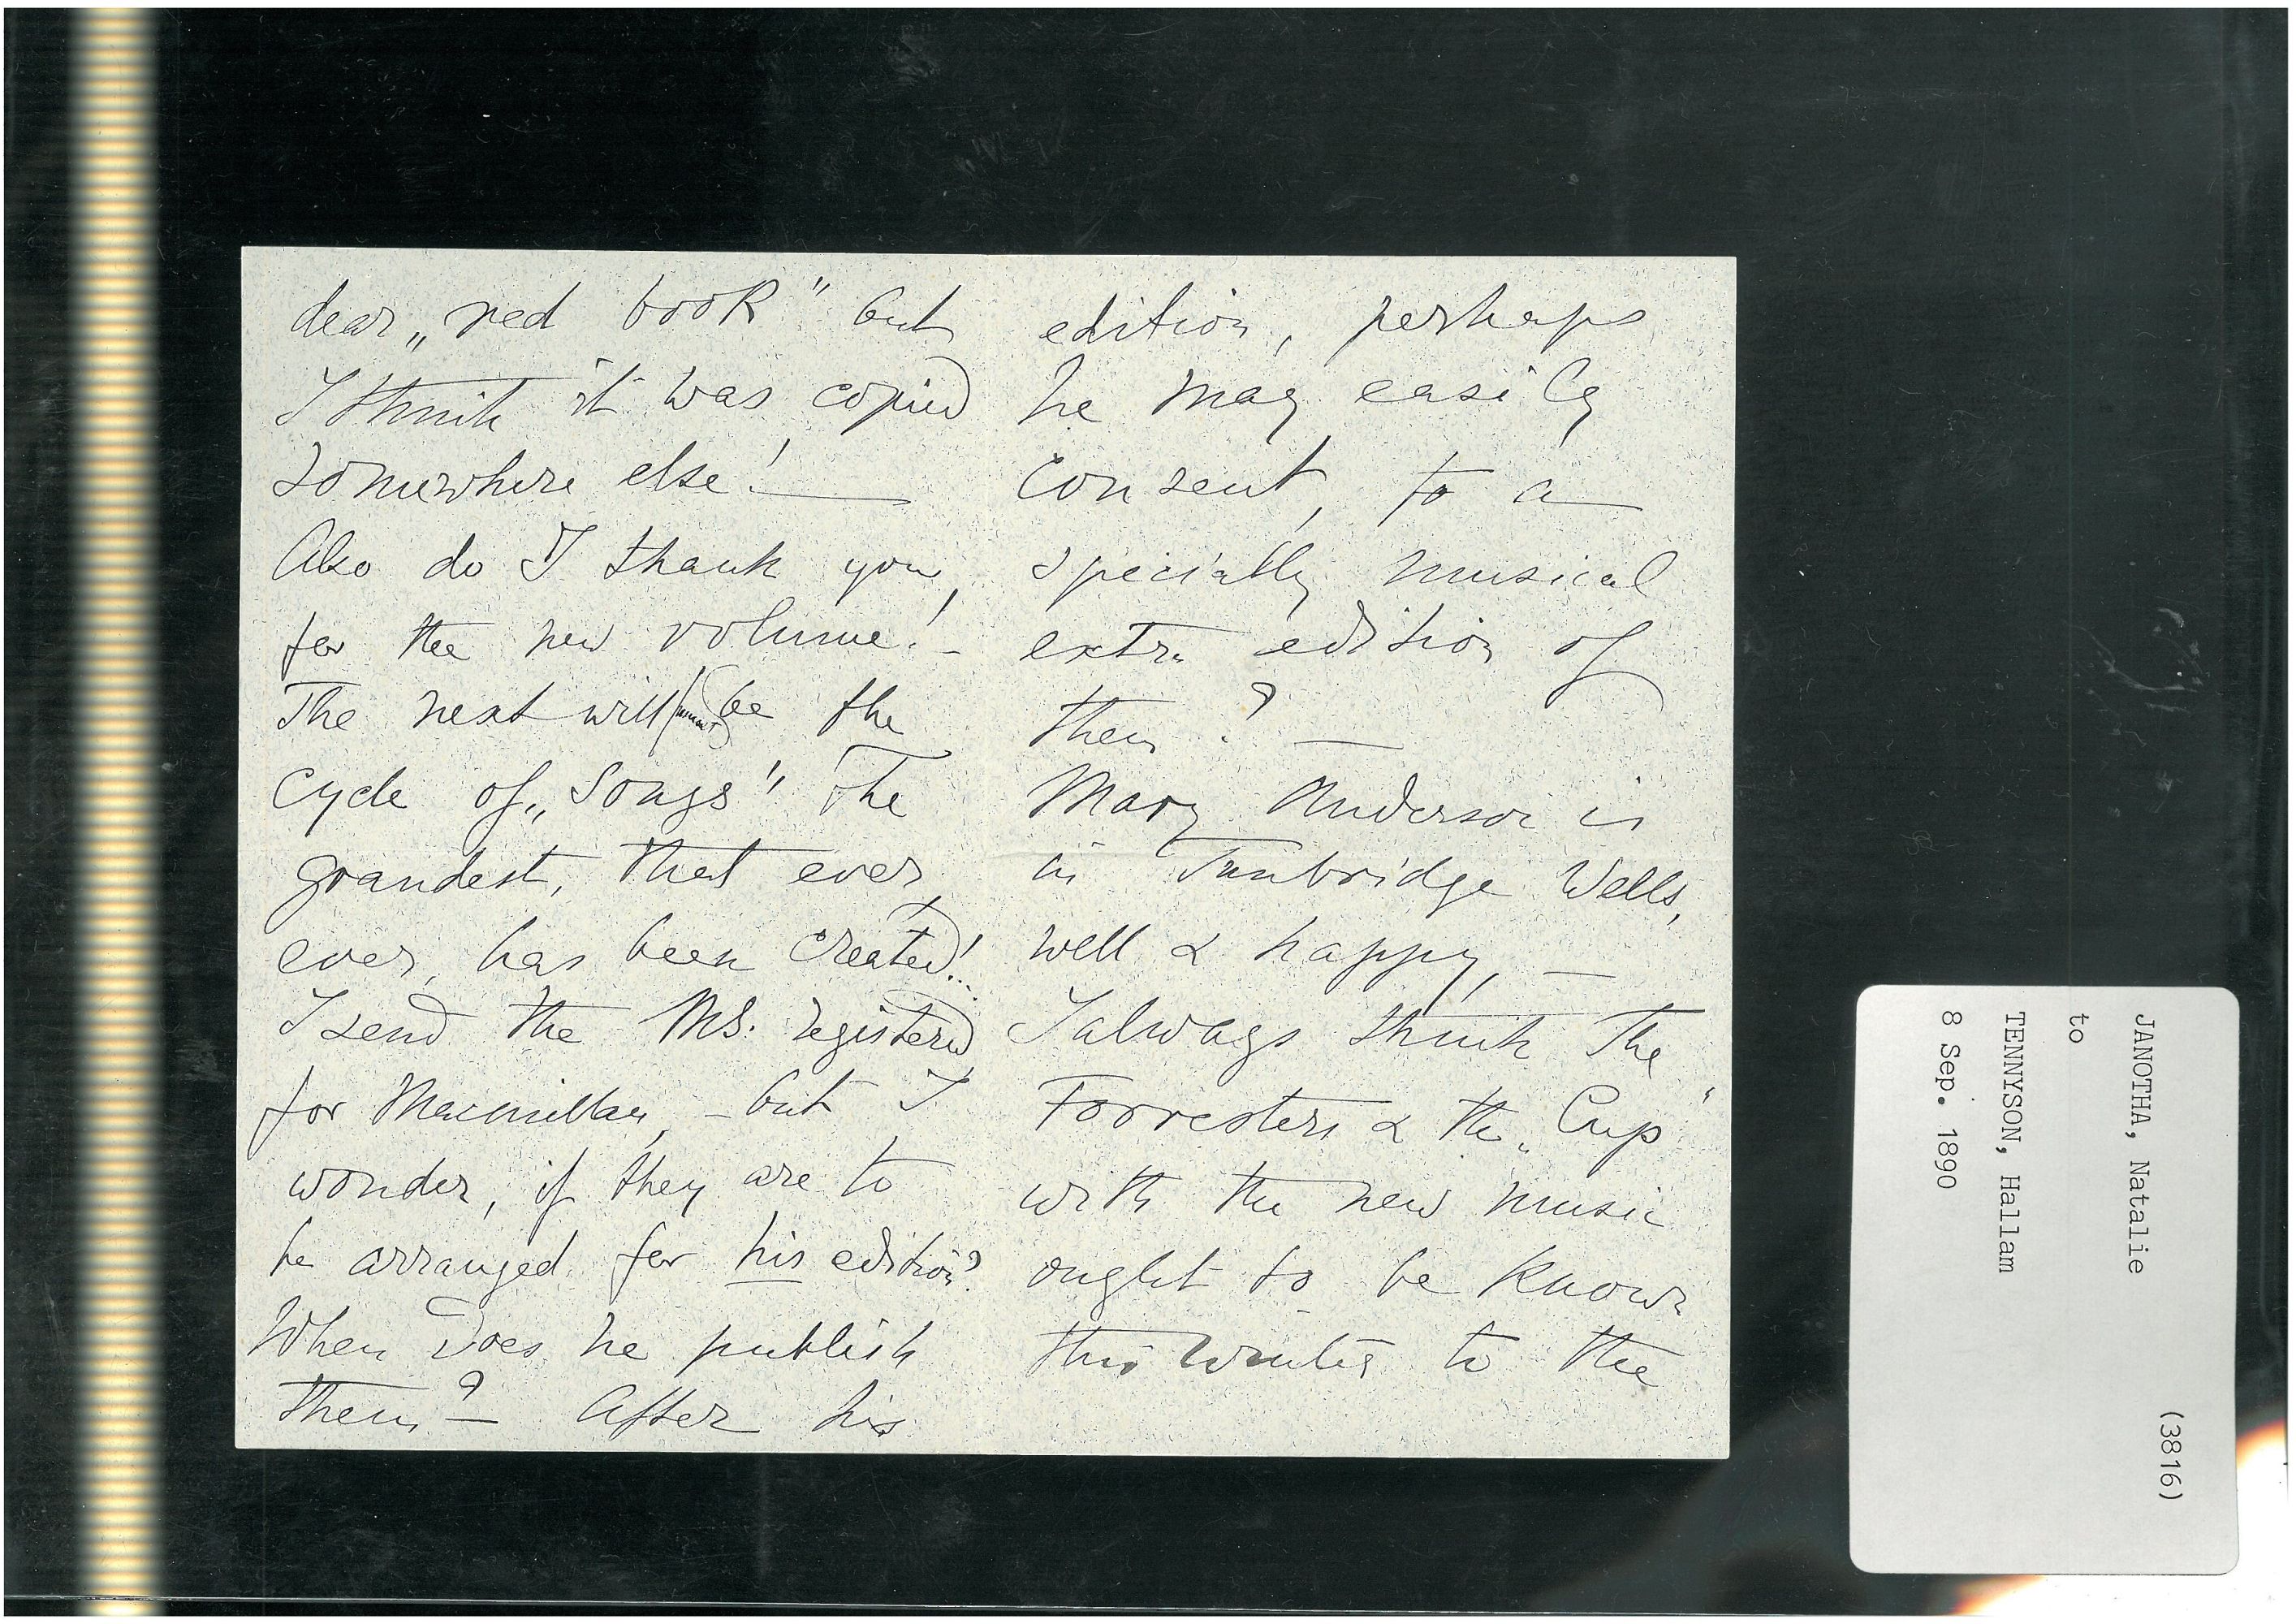 dear „red book" but
I think it was copied
somewhere else! —
Also do I thank you,
for the new volume! –
The next will be the
Cycle of „Songs" The
grandest, that ever,
ever, has been created!...
I send the MS. registered
for Macmillan, – but I
wonder, if they are to
be arranged for his edition?
When does he publish
them? – After his
edition, perhaps
he may easily
consent, to a
specially musical
extra edition of
them? —
Mary Anderson is
in Tunbridge Wells,
well & happy, —
I always think The
Forresters & the „Cup"
with the new music
ought to be known
this winter to the
JANOTHA, Natalie (3816)
to
TENNYSON, Hallam
8 Sep. 1890